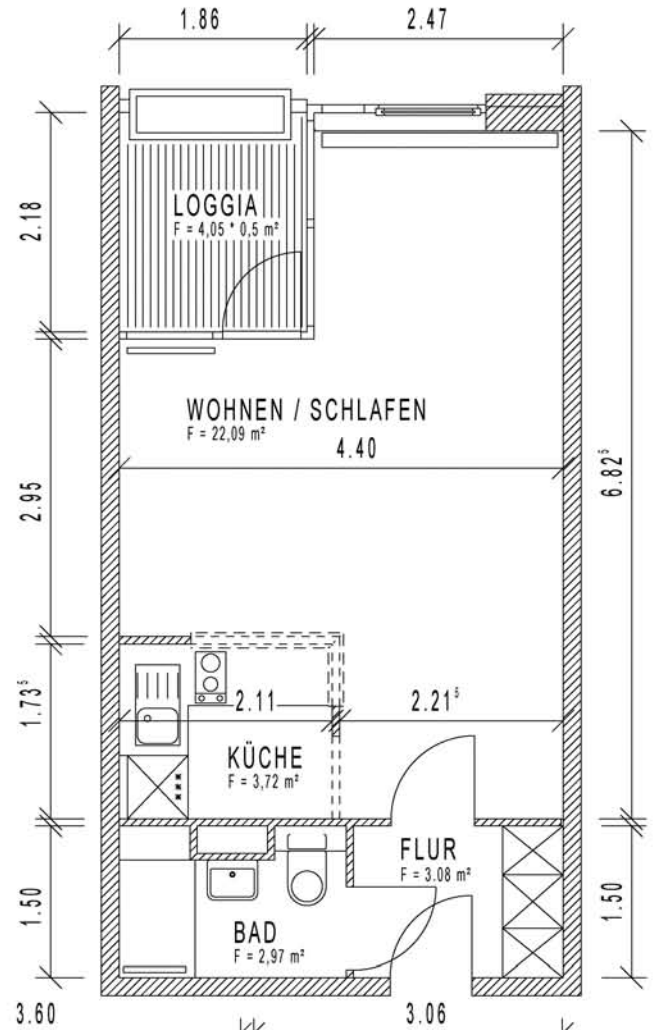 1.86
2.47
2.18
LOGGIA
F = 4,05 * 0,5 m²
WOHNEN / SCHLAFEN
F = 22,09 m²
4.40
6.82⁵
2.95
1.73⁵
2.11
2.21⁵
KÜCHE
F = 3,72 m²
FLUR
F = 3.08 m²
1.50
1.50
BAD
F = 2,97 m²
3.60
3.06